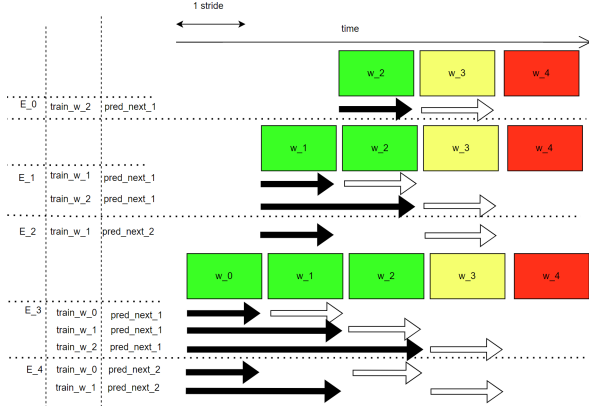 1 stride
time
w_2 w_3 w_4
E_0 train_w_2 pred_next_1
w_1 w_2 w_3 w_4
E_1 train_w_1 pred_next_1
train_w_2 pred_next_1
E_2 train_w_1 pred_next_2
w_0 w_1 w_2 w_3 w_4
E_3 train_w_0 pred_next_1
train_w_1 pred_next_1
train_w_2 pred_next_1
E_4 train_w_0 pred_next_2
train_w_1 pred_next_2